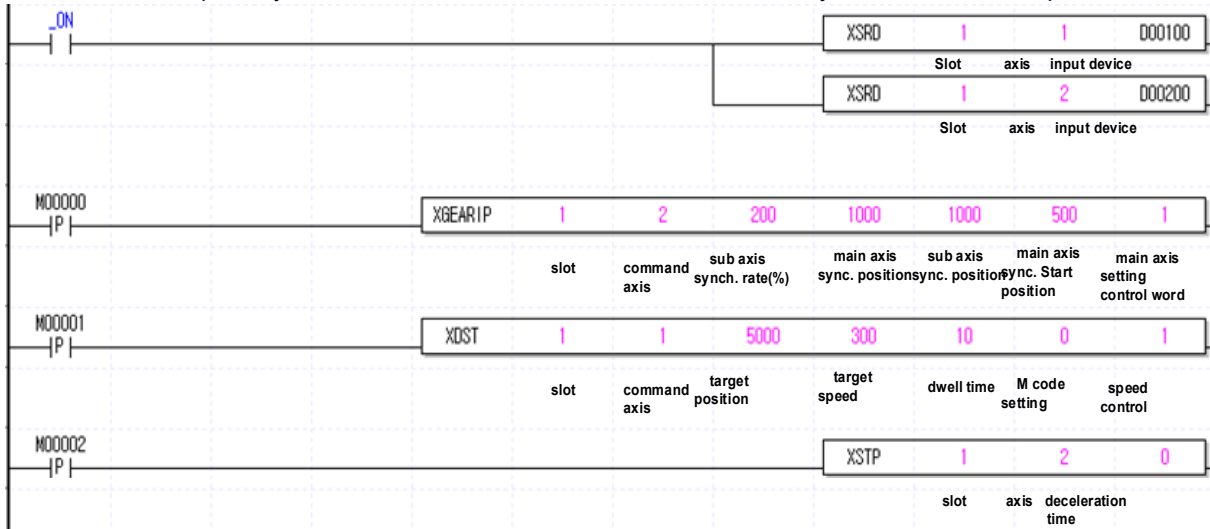 _ON
XSRD 1 1 D00100
Slot axis input device
XSRD 1 2 D00200
Slot axis input device
M00000
P
XGEARIP 1 2 200 1000 1000 500 1
slot command axis sub axis synch. rate(%) main axis sync. position sub axis sync. position main axis sync. Start position main axis setting control word
M00001
P
XDST 1 1 5000 300 10 0 1
slot command axis target position target speed dwell time M code setting speed control
M00002
P
XSTP 1 2 0
slot axis deceleration time